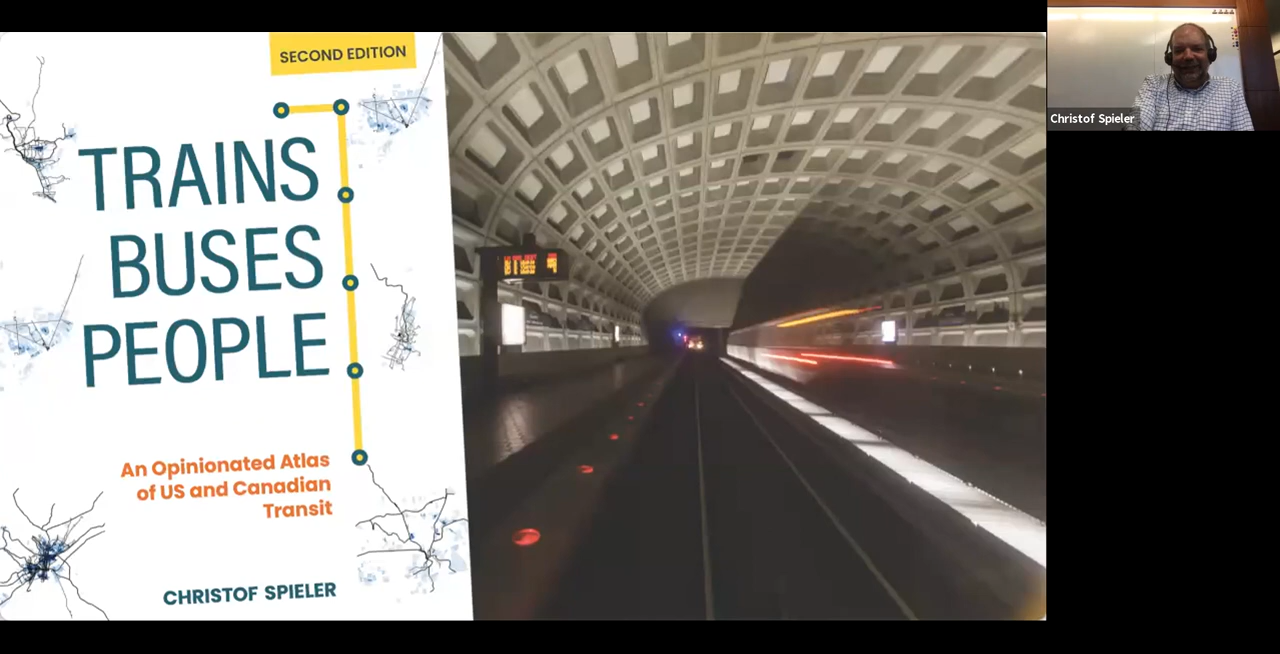 SECOND EDITION
TRAINS
BUSES
PEOPLE
An Opinionated Atlas
of US and Canadian
Transit
CHRISTOF SPIELER
Christof Spieler